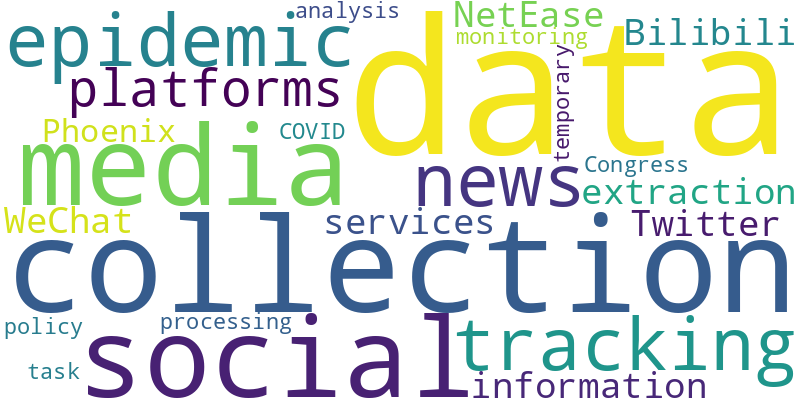 analysis
NetEase
epidemic
data
monitoring
Bilibili
platforms
temporary
Phoenix
COVID
media
news
Congress
extraction
WeChat
services
Twitter
collection
policy
processing
social
tracking
task
information